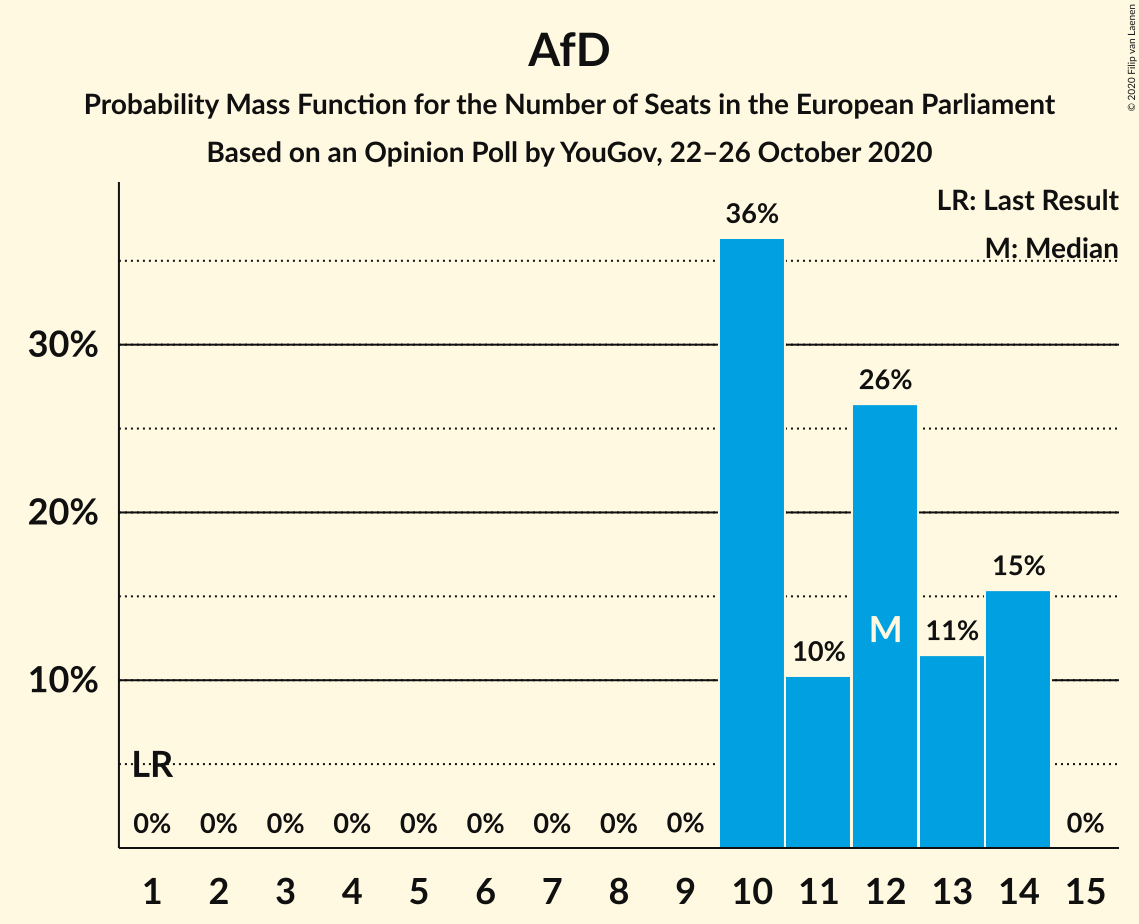 AfD
Probability Mass Function for the Number of Seats in the European Parliament
Based on an Opinion Poll by YouGov, 22–26 October 2020
© 2020 Filip van Laenen
LR: Last Result
M: Median
36%
30%
26%
20%
15%
M
11%
10%
10%
LR
0% 0% 0% 0% 0% 0% 0% 0% 0% 0%
1 2 3 4 5 6 7 8 9 10 11 12 13 14 15